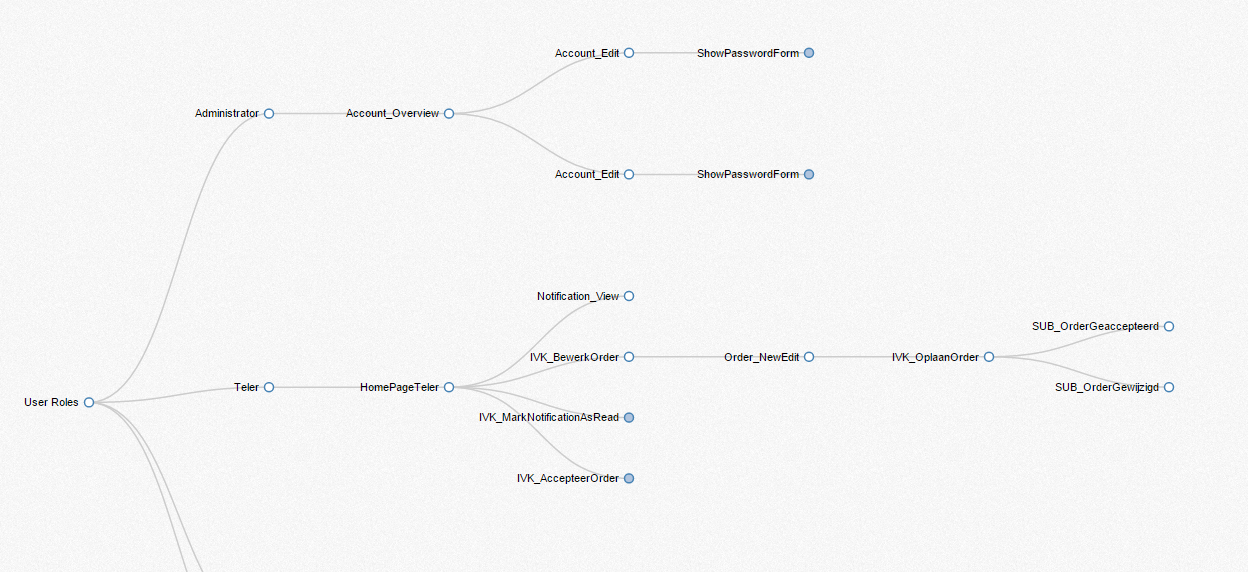 Account_Edit
ShowPasswordForm
Administrator
Account_Overview
Account_Edit
ShowPasswordForm
Notification_View
SUB_OrderGeaccepteerd
IVK_BewerkOrder
Order_NewEdit
IVK_OplaanOrder
Teler
HomePageTeler
SUB_OrderGewijzigd
User Roles
IVK_MarkNotificationAsRead
IVK_AccepteerOrder